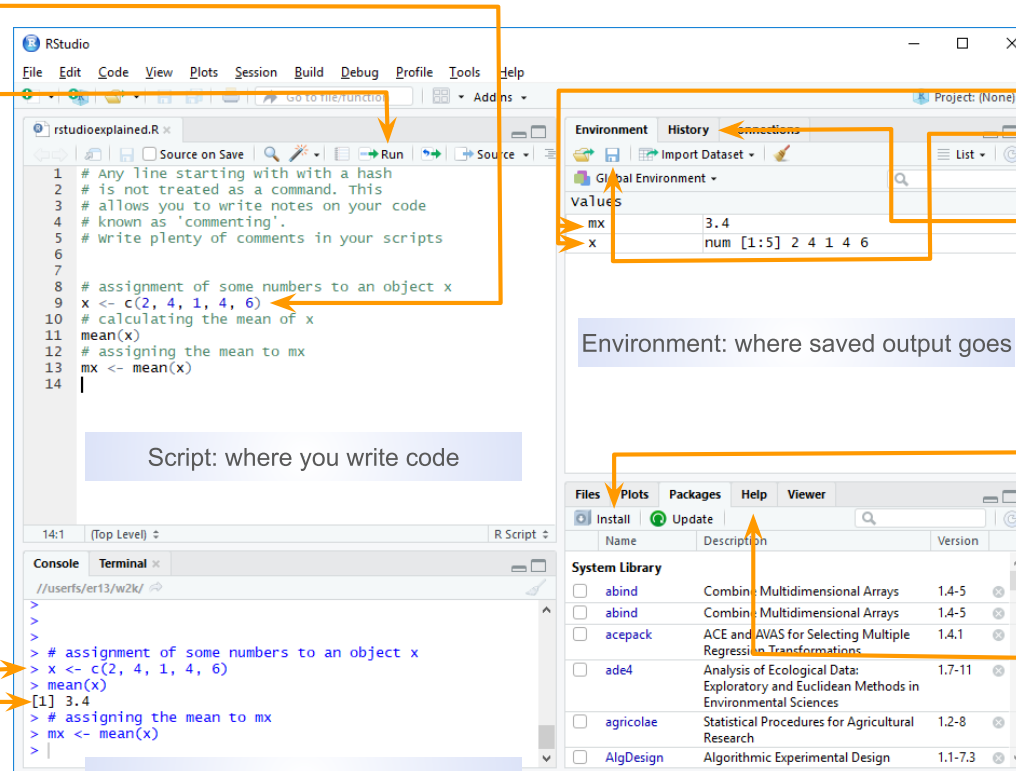 RStudio
File Edit Code View Plots Session Build Debug Profile Tools Help
Go to file/function Addins Project: (None)
rstudioexplained.R
Source on Save Run Source
1 # Any line starting with with a hash
2 # is not treated as a command. This
3 # allows you to write notes on your code
4 # known as 'commenting'.
5 # Write plenty of comments in your scripts
6
7
8 # assignment of some numbers to an object x
9 x <- c(2, 4, 1, 4, 6)
10 # calculating the mean of x
11 mean(x)
12 # assigning the mean to mx
13 mx <- mean(x)
14
Script: where you write code
14:1 (Top Level) R Script
Console Terminal
//userfs/er13/w2k/
>
>
>
> # assignment of some numbers to an object x
> x <- c(2, 4, 1, 4, 6)
> mean(x)
[1] 3.4
> # assigning the mean to mx
> mx <- mean(x)
>
Environment History Connections
Import Dataset List
Global Environment
Values
mx 3.4
x num [1:5] 2 4 1 4 6
Environment: where saved output goes
Files Plots Packages Help Viewer
Install Update
Name Description Version
System Library
abind Combine Multidimensional Arrays 1.4-5
abind Combine Multidimensional Arrays 1.4-5
acepack ACE and AVAS for Selecting Multiple 1.4.1
Regression Transformations
ade4 Analysis of Ecological Data: 1.7-11
Exploratory and Euclidean Methods in
Environmental Sciences
agricolae Statistical Procedures for Agricultural 1.2-8
Research
AlgDesign Algorithmic Experimental Design 1.1-7.3